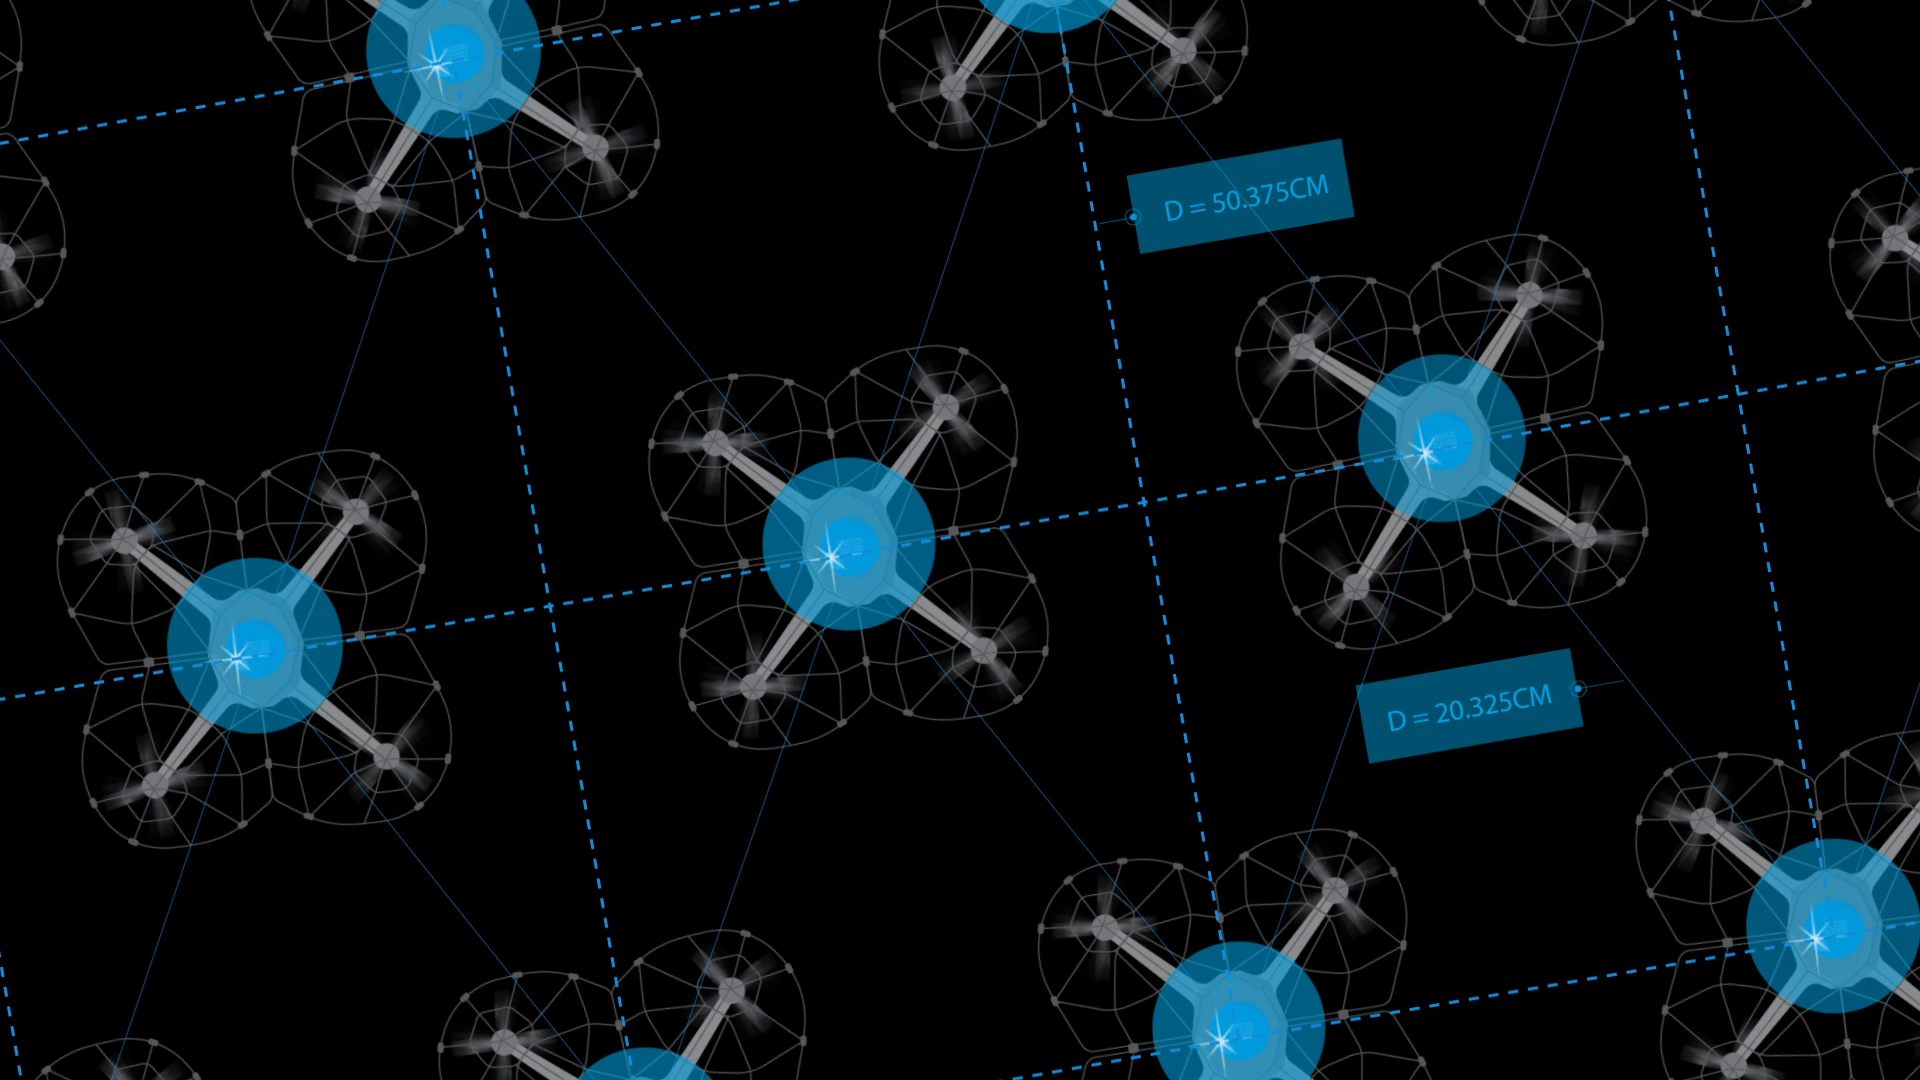 D = 50.375CM
D = 20.325CM